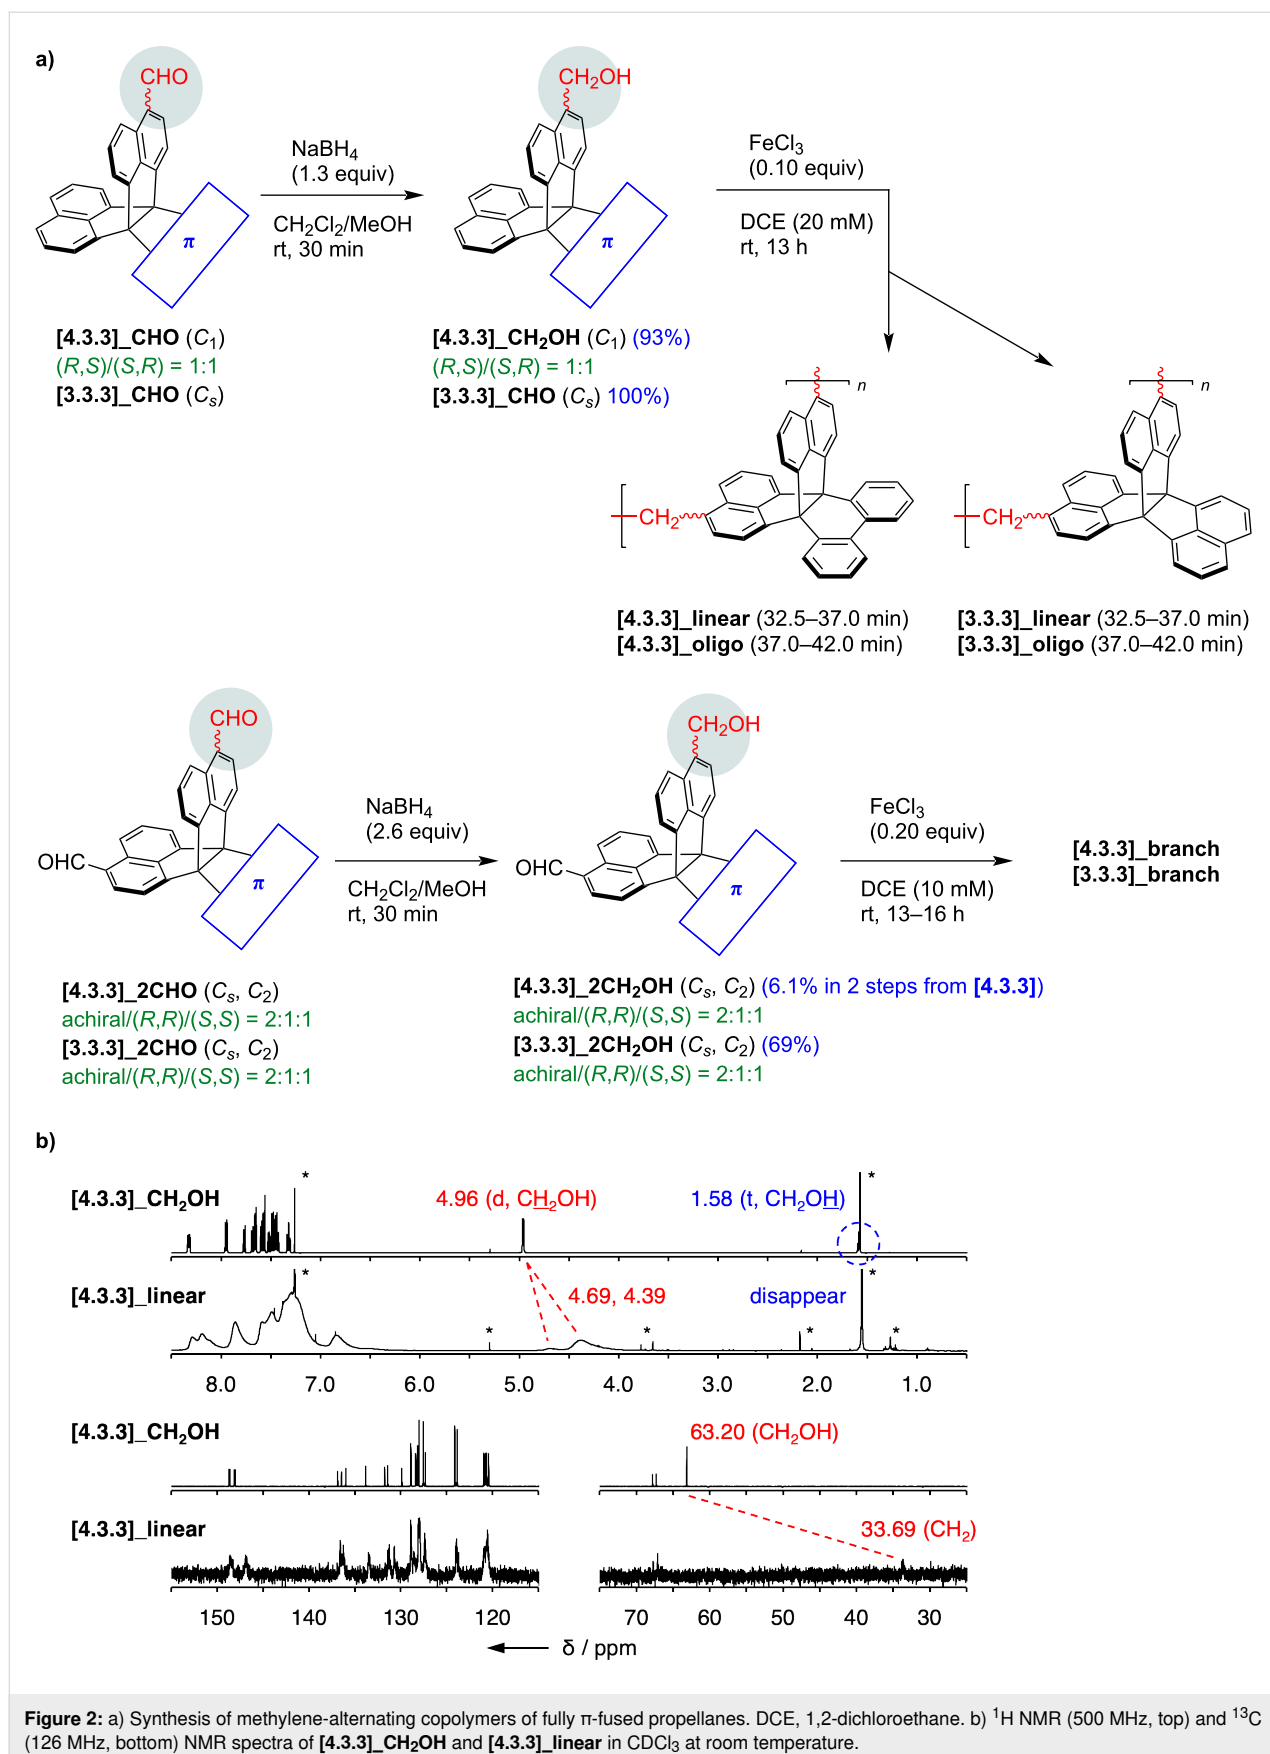 a)
CHO
CH2OH
NaBH4
(1.3 equiv)
CH2Cl2/MeOH
rt, 30 min
FeCl3
(0.10 equiv)
DCE (20 mM)
rt, 13 h
π
π
[4.3.3]_CHO (C1)
(R,S)/(S,R) = 1:1
[3.3.3]_CHO (Cs)
[4.3.3]_CH2OH (C1) (93%)
(R,S)/(S,R) = 1:1
[3.3.3]_CHO (Cs) 100%)
n
n
CH2
CH2
[4.3.3]_linear (32.5–37.0 min)
[4.3.3]_oligo (37.0–42.0 min)
[3.3.3]_linear (32.5–37.0 min)
[3.3.3]_oligo (37.0–42.0 min)
CHO
CH2OH
OHC
OHC
π
π
NaBH4
(2.6 equiv)
CH2Cl2/MeOH
rt, 30 min
FeCl3
(0.20 equiv)
DCE (10 mM)
rt, 13–16 h
[4.3.3]_branch
[3.3.3]_branch
[4.3.3]_2CHO (Cs, C2)
achiral/(R,R)/(S,S) = 2:1:1
[3.3.3]_2CHO (Cs, C2)
achiral/(R,R)/(S,S) = 2:1:1
[4.3.3]_2CH2OH (Cs, C2) (6.1% in 2 steps from [4.3.3])
achiral/(R,R)/(S,S) = 2:1:1
[3.3.3]_2CH2OH (Cs, C2) (69%)
achiral/(R,R)/(S,S) = 2:1:1
b)
[4.3.3]_CH2OH
* 4.96 (d, CH2OH) 1.58 (t, CH2OH) *
[4.3.3]_linear
* * 4.69, 4.39 * disappear * * *
8.0 7.0 6.0 5.0 4.0 3.0 2.0 1.0
[4.3.3]_CH2OH
63.20 (CH2OH)
[4.3.3]_linear
33.69 (CH2)
150 140 130 120 70 60 50 40 30
δ / ppm
Figure 2: a) Synthesis of methylene-alternating copolymers of fully π-fused propellanes. DCE, 1,2-dichloroethane. b) 1H NMR (500 MHz, top) and 13C
(126 MHz, bottom) NMR spectra of [4.3.3]_CH2OH and [4.3.3]_linear in CDCl3 at room temperature.